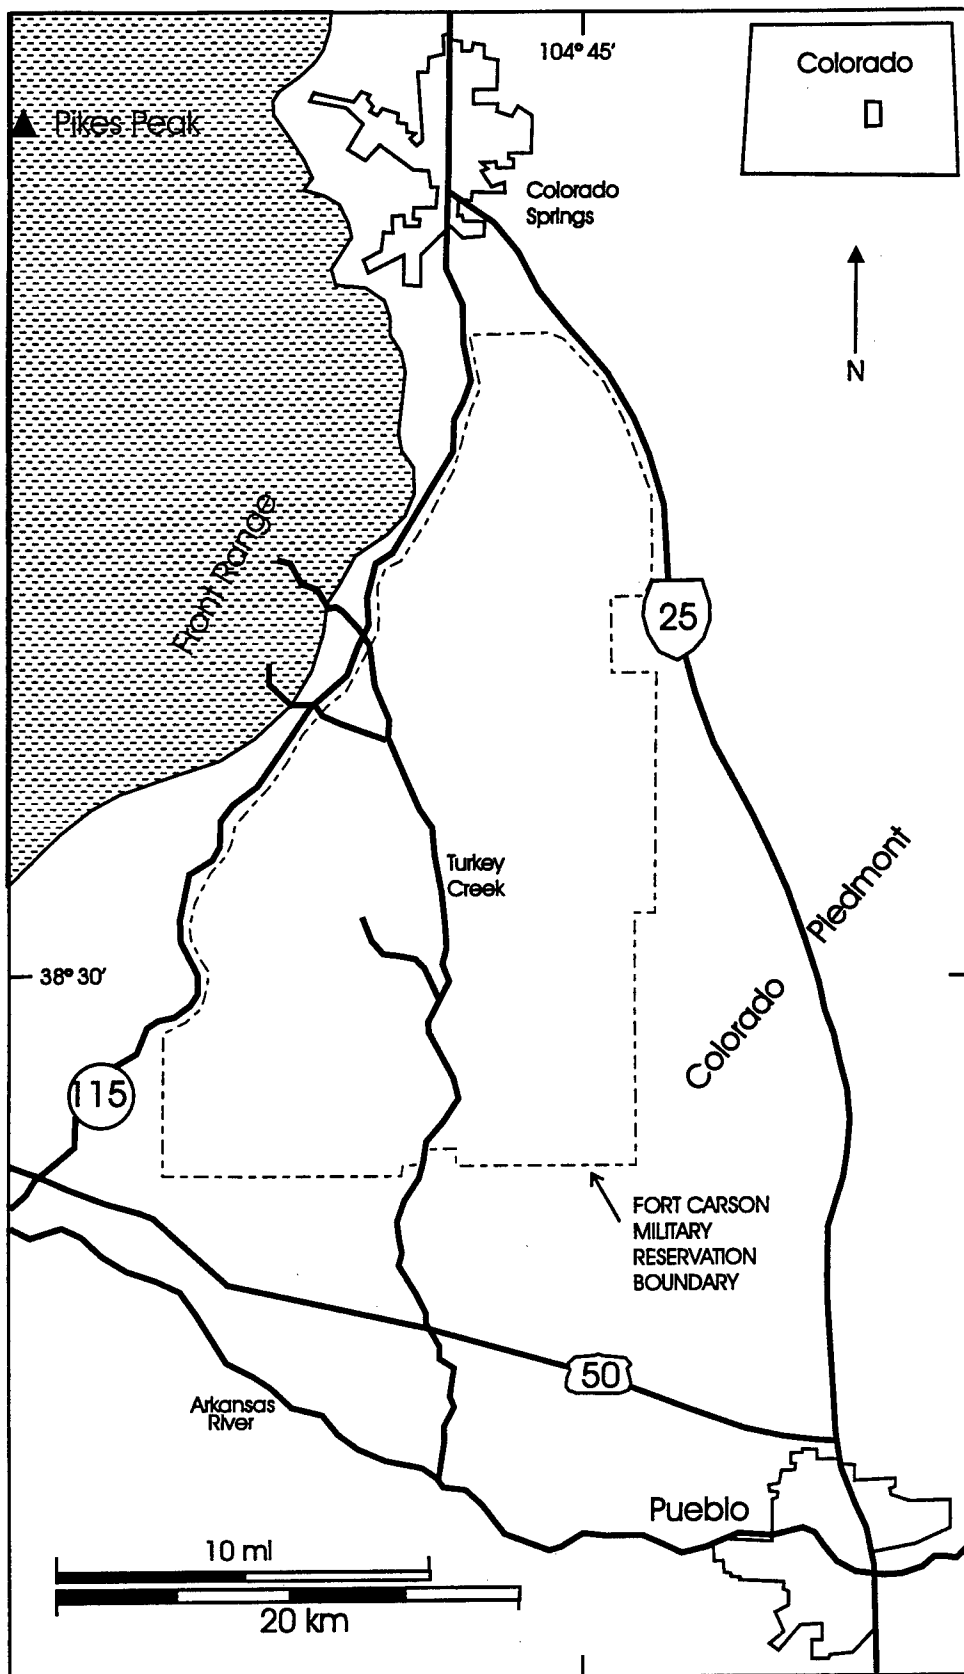 104° 45'
Colorado
Pikes Peak
Colorado
Springs
N
Front Range
25
Turkey
Creek
Colorado Piedmont
38° 30'
115
FORT CARSON
MILITARY
RESERVATION
BOUNDARY
50
Arkansas
River
Pueblo
10 mi
20 km